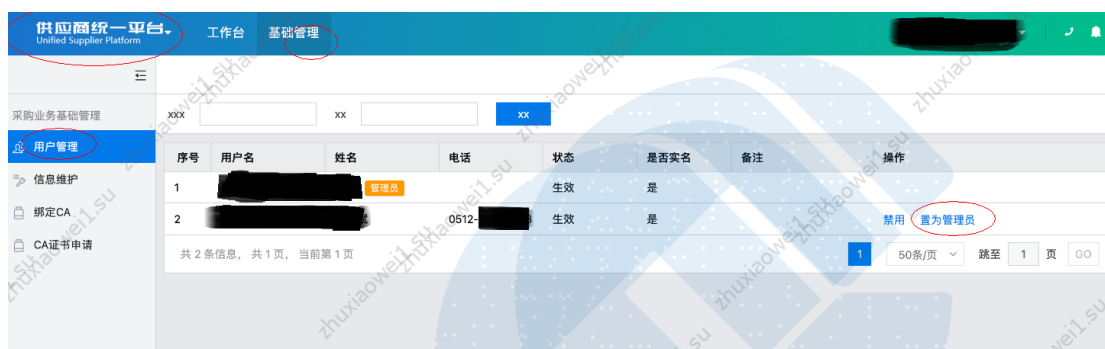 供应商统一平台
Unified Supplier Platform
工作台 基础管理
采购业务基础管理
用户管理
信息维护
绑定CA
CA证书申请
xxx xx xx
序号 用户名 姓名 电话 状态 是否实名 备注 操作
1 管理员 生效 是
2 0512- 生效 是 禁用 置为管理员
共 2 条信息, 共 1 页, 当前第 1 页 1 50条/页 跳至 1 页 GO
zhuxiaowei1.su